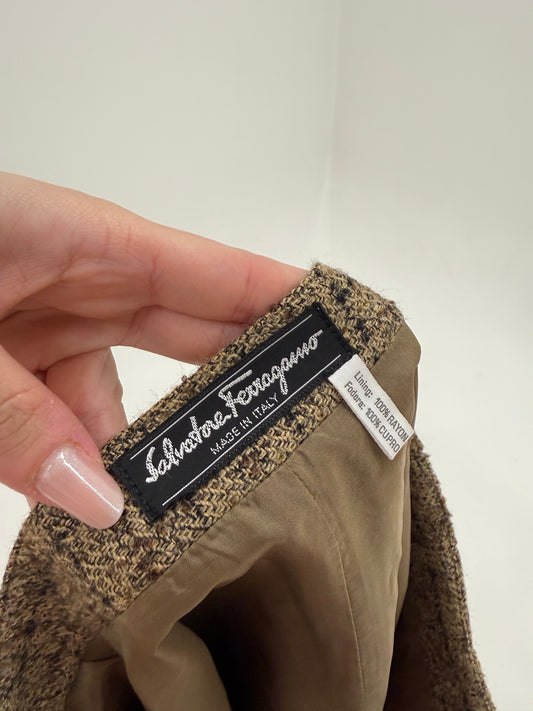 Salvatore Ferragamo
MADE IN ITALY
Lining: 100% RAYON
Fodera: 100% CUPRO